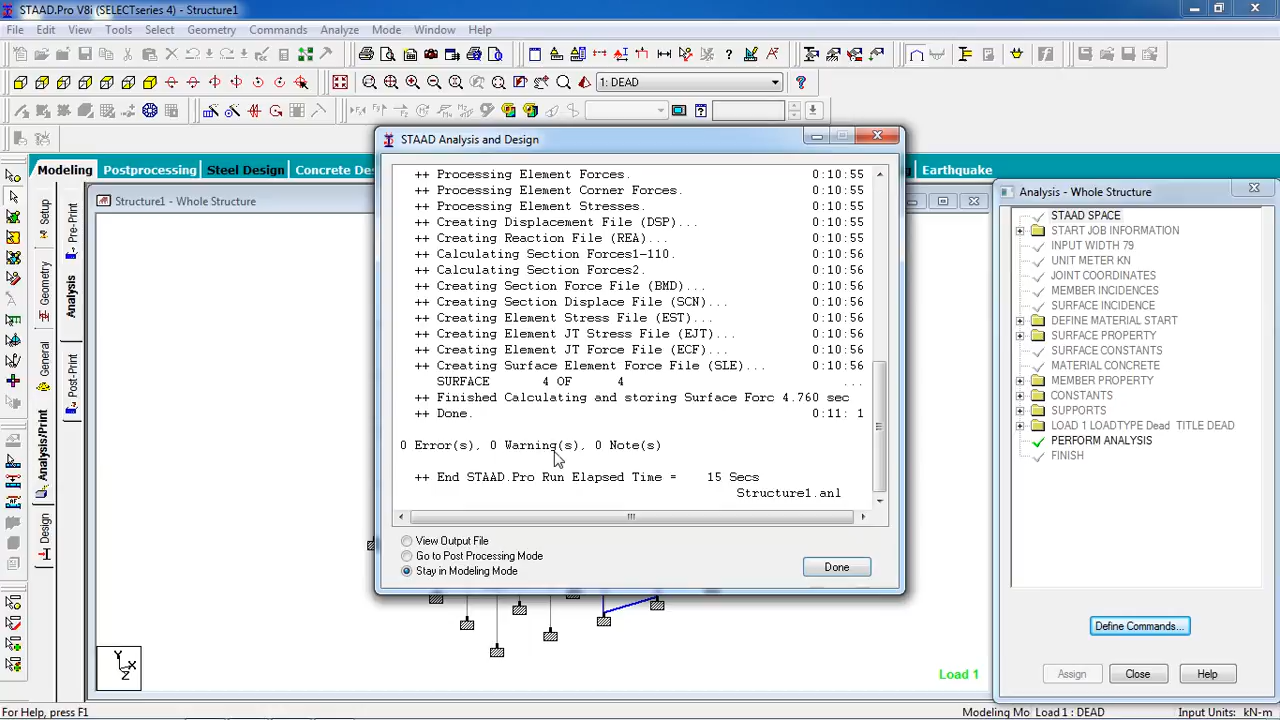 STAAD.Pro V8i (SELECTseries 4) - Structure1
File Edit View Tools Select Geometry Commands Analyze Mode Window Help
1: DEAD
Modeling Postprocessing Steel Design Concrete De Earthquake
Structure1 - Whole Structure
Setup
Geometry
General
Analysis/Print
Design
Pre-Print
Analysis
Post-Print
STAAD Analysis and Design
++ Processing Element Forces. 0:10:55
++ Processing Element Corner Forces. 0:10:55
++ Processing Element Stresses. 0:10:55
++ Creating Displacement File (DSP)... 0:10:55
++ Creating Reaction File (REA)... 0:10:55
++ Calculating Section Forces1-110. 0:10:56
++ Calculating Section Forces2. 0:10:56
++ Creating Section Force File (BMD)... 0:10:56
++ Creating Section Displace File (SCN)... 0:10:56
++ Creating Element Stress File (EST)... 0:10:56
++ Creating Element JT Stress File (EJT)... 0:10:56
++ Creating Element JT Force File (ECF)... 0:10:56
++ Creating Surface Element Force File (SLE)... 0:10:56
SURFACE 4 OF 4 ...
++ Finished Calculating and storing Surface Forc 4.760 sec
++ Done. 0:11: 1
0 Error(s), 0 Warning(s), 0 Note(s)
++ End STAAD.Pro Run Elapsed Time = 15 Secs
Structure1.anl
View Output File
Go to Post Processing Mode
Stay in Modeling Mode
Done
Analysis - Whole Structure
STAAD SPACE
START JOB INFORMATION
INPUT WIDTH 79
UNIT METER KN
JOINT COORDINATES
MEMBER INCIDENCES
SURFACE INCIDENCE
DEFINE MATERIAL START
SURFACE PROPERTY
SURFACE CONSTANTS
MATERIAL CONCRETE
MEMBER PROPERTY
CONSTANTS
SUPPORTS
LOAD 1 LOADTYPE Dead TITLE DEAD
PERFORM ANALYSIS
FINISH
Define Commands...
Assign Close Help
Y
X
Z
Load 1
For Help, press F1
Modeling Mo Load 1 : DEAD Input Units: kN-m